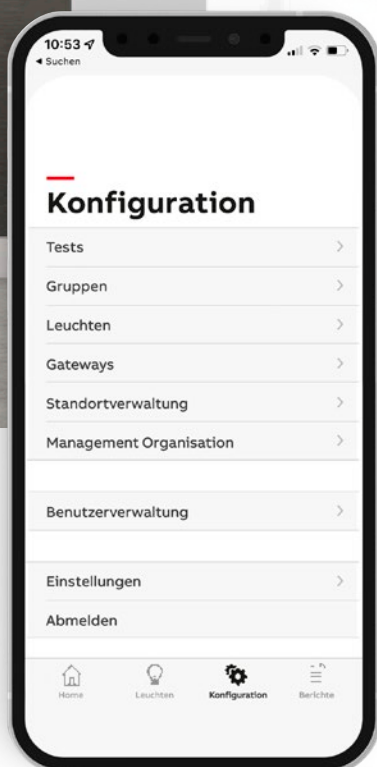 10:53
Suchen
Konfiguration
Tests
Gruppen
Leuchten
Gateways
Standortverwaltung
Management Organisation
Benutzerverwaltung
Einstellungen
Abmelden
Home Leuchten Konfiguration Berichte